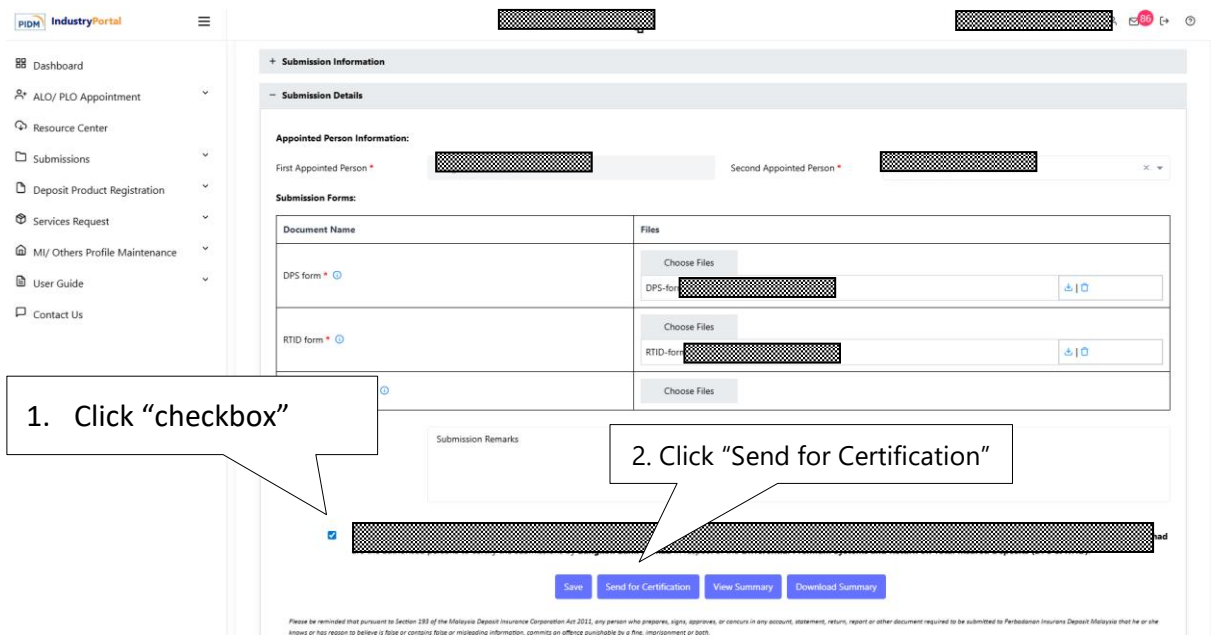 PIDM IndustryPortal
86
Dashboard
ALO/ PLO Appointment
Resource Center
Submissions
Deposit Product Registration
Services Request
MI/ Others Profile Maintenance
User Guide
Contact Us
+ Submission Information
− Submission Details
Appointed Person Information:
First Appointed Person *
Second Appointed Person *
Submission Forms:
Document Name
Files
DPS form *
Choose Files
DPS-for
RTID form *
Choose Files
RTID-form
Choose Files
1. Click “checkbox”
Submission Remarks
2. Click “Send for Certification”
Save
Send for Certification
View Summary
Download Summary
Please be reminded that pursuant to Section 193 of the Malaysia Deposit Insurance Corporation Act 2011, any person who prepares, signs, approves, or concurs in any account, statement, return, report or other document required to be submitted to Perbadanan Insurans Deposit Malaysia that he or she
knows or has reason to believe is false or contains false or misleading information, commits an offence punishable by a fine, imprisonment or both.